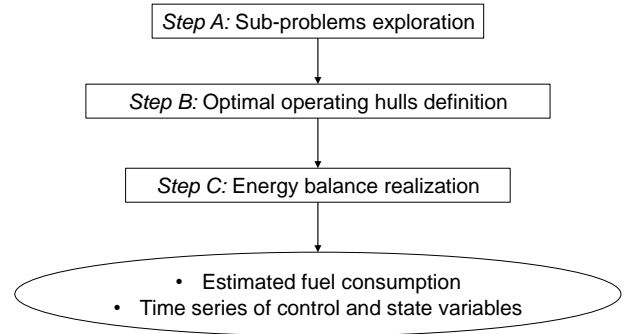 Step A: Sub-problems exploration
Step B: Optimal operating hulls definition
Step C: Energy balance realization
• Estimated fuel consumption
• Time series of control and state variables